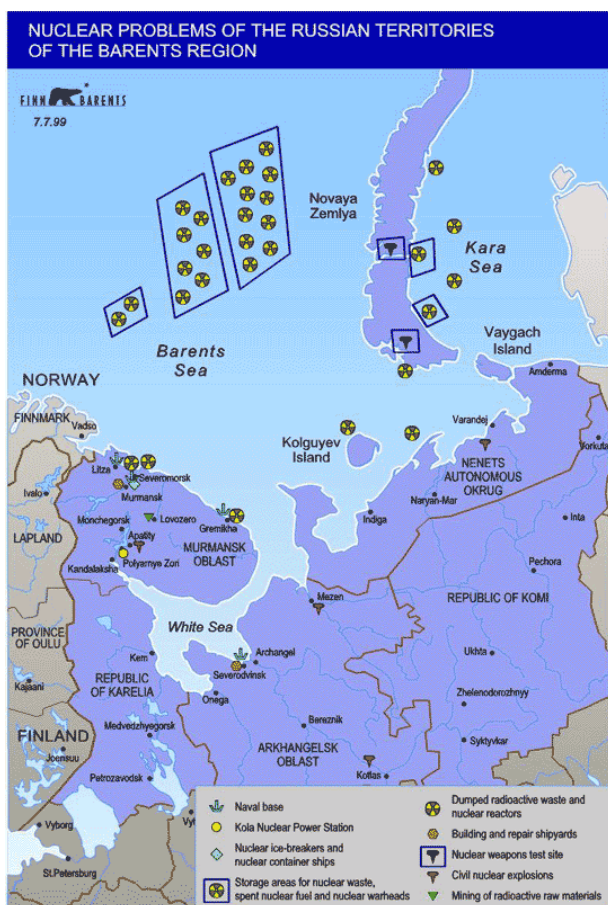 NUCLEAR PROBLEMS OF THE RUSSIAN TERRITORIES
OF THE BARENTS REGION
FINN BARENTS
7.7.99
Novaya
Zemlya
Kara
Sea
Barents
Sea
Vaygach
Island
Amderma
NORWAY
FINNMARK
Vadso
Varandej
Kolguyev
Island
Vorkuta
Litza
Severomorsk
NENETS
AUTONOMOUS
OKRUG
Ivalo
Murmansk
Naryan-Mar
Monchegorsk
Lovozero
Gremikha
Indiga
Inta
LAPLAND
Apatity
MURMANSK
OBLAST
Kandalaksha
Polyarnye Zori
Pechora
Mezen
REPUBLIC OF KOMI
White Sea
PROVINCE
OF OULU
Kem
Archangel
Severodvinsk
Ukhta
Kajaani
REPUBLIC
OF KARELIA
Onega
Zhelenodorozhnyy
FINLAND
Medvedzhyegorsk
Bereznik
Joensuu
ARKHANGELSK
OBLAST
Syktyvkar
Petrozavodsk
Kotlas
Vyborg
Vy
St.Petersburg
Naval base
Kola Nuclear Power Station
Nuclear ice-breakers and
nuclear container ships
Storage areas for nuclear waste,
spent nuclear fuel and nuclear warheads
Dumped radioactive waste and
nuclear reactors
Building and repair shipyards
Nuclear weapons test site
Civil nuclear explosions
Mining of radioactive raw materials